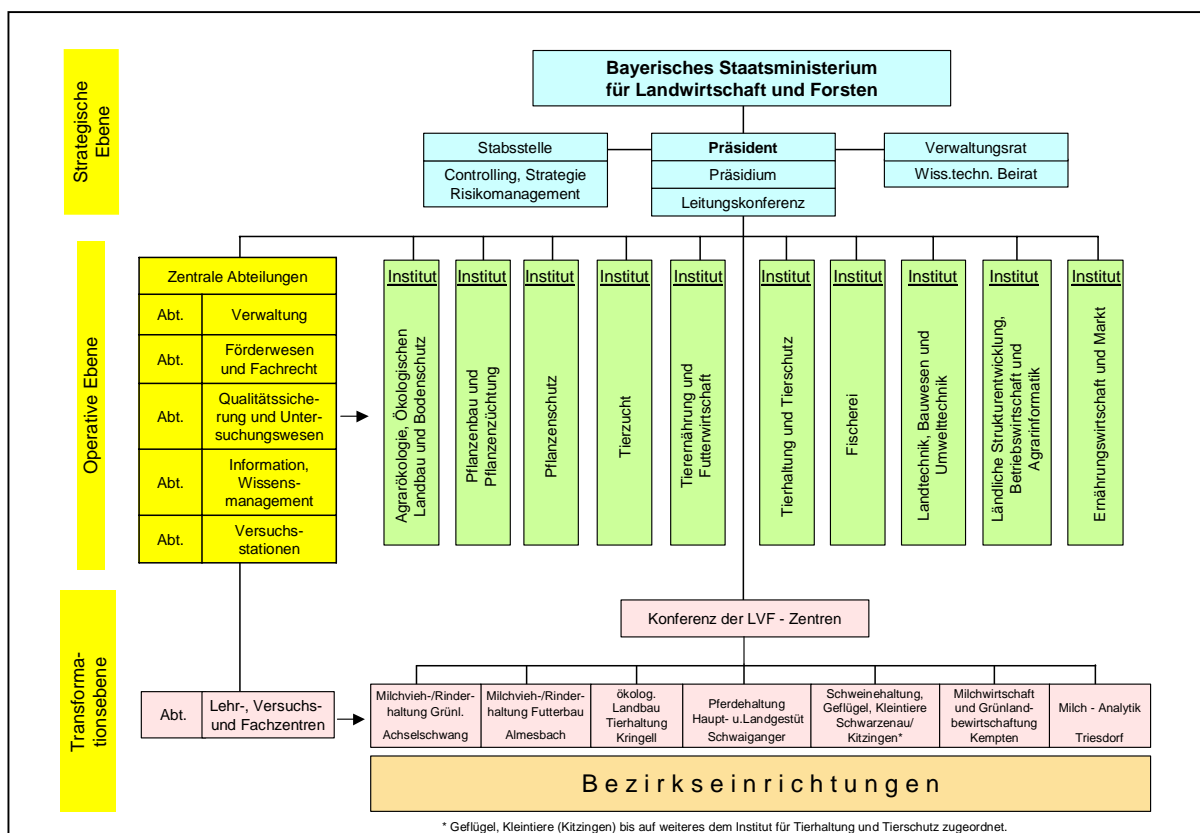 Strategische
Ebene
Bayerisches Staatsministerium
für Landwirtschaft und Forsten
Stabsstelle
Controlling, Strategie
Risikomanagement
Präsident
Präsidium
Leitungskonferenz
Verwaltungsrat
Wiss.techn. Beirat
Operative Ebene
Zentrale Abteilungen
Abt.
Verwaltung
Abt.
Förderwesen
und Fachrecht
Abt.
Qualitätssiche-
rung und Unter-
suchungswesen
Abt.
Information,
Wissens-
management
Abt.
Versuchs-
stationen
Institut
Agrarökologie, Ökologischen
Landbau und Bodenschutz
Institut
Pflanzenbau und
Pflanzenzüchtung
Institut
Pflanzenschutz
Institut
Tierzucht
Institut
Tierernährung und
Futterwirtschaft
Institut
Tierhaltung und Tierschutz
Institut
Fischerei
Institut
Landtechnik, Bauwesen und
Umwelttechnik
Institut
Ländliche Strukturentwicklung,
Betriebswirtschaft und
Agrarinformatik
Institut
Ernährungswirtschaft und Markt
Transforma-
tionsebene
Konferenz der LVF - Zentren
Abt.
Lehr-, Versuchs-
und Fachzentren
Milchvieh-/Rinder-
haltung Grünl.
Achselschwang
Milchvieh-/Rinder-
haltung Futterbau
Almesbach
ökolog.
Landbau
Tierhaltung
Kringell
Pferdehaltung
Haupt- u.Landgestüt
Schwaiganger
Schweinehaltung,
Geflügel, Kleintiere
Schwarzenau/
Kitzingen*
Milchwirtschaft
und Grünland-
bewirtschaftung
Kempten
Milch - Analytik
Triesdorf
Bezirkseinrichtungen
* Geflügel, Kleintiere (Kitzingen) bis auf weiteres dem Institut für Tierhaltung und Tierschutz zugeordnet.